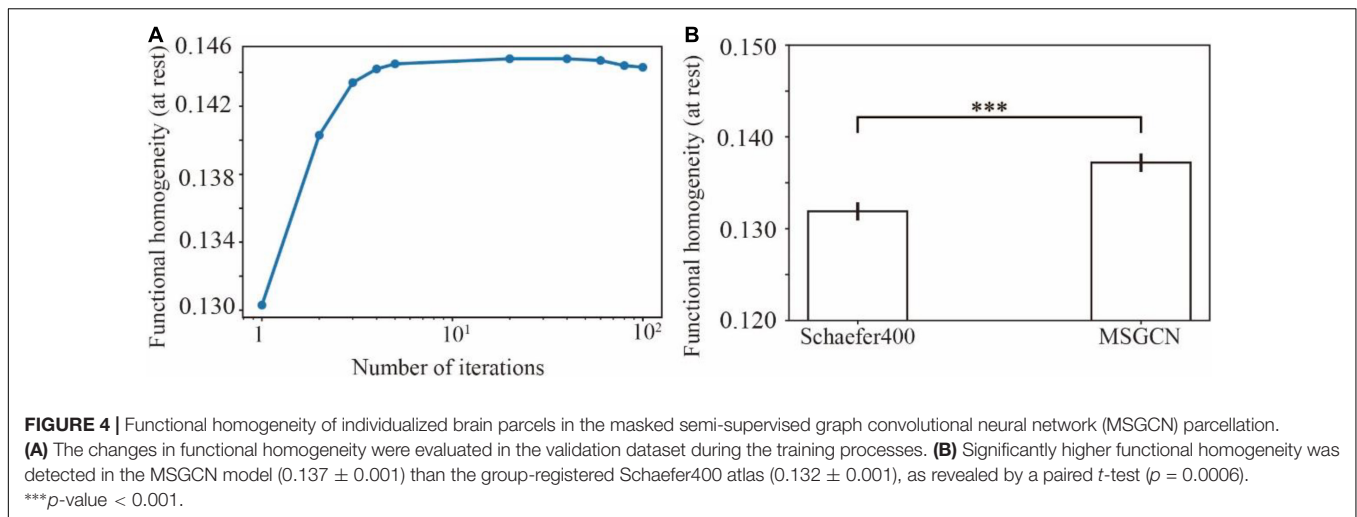 A
Functional homogeneity (at rest)
0.146
0.142
0.138
0.134
0.130
1
10¹
10²
Number of iterations
B
Functional homogeneity (at rest)
0.150
0.140
0.130
0.120
***
Schaefer400
MSGCN
FIGURE 4 | Functional homogeneity of individualized brain parcels in the masked semi-supervised graph convolutional neural network (MSGCN) parcellation.
(A) The changes in functional homogeneity were evaluated in the validation dataset during the training processes. (B) Significantly higher functional homogeneity was
detected in the MSGCN model (0.137 ± 0.001) than the group-registered Schaefer400 atlas (0.132 ± 0.001), as revealed by a paired t-test (p = 0.0006).
***p-value < 0.001.